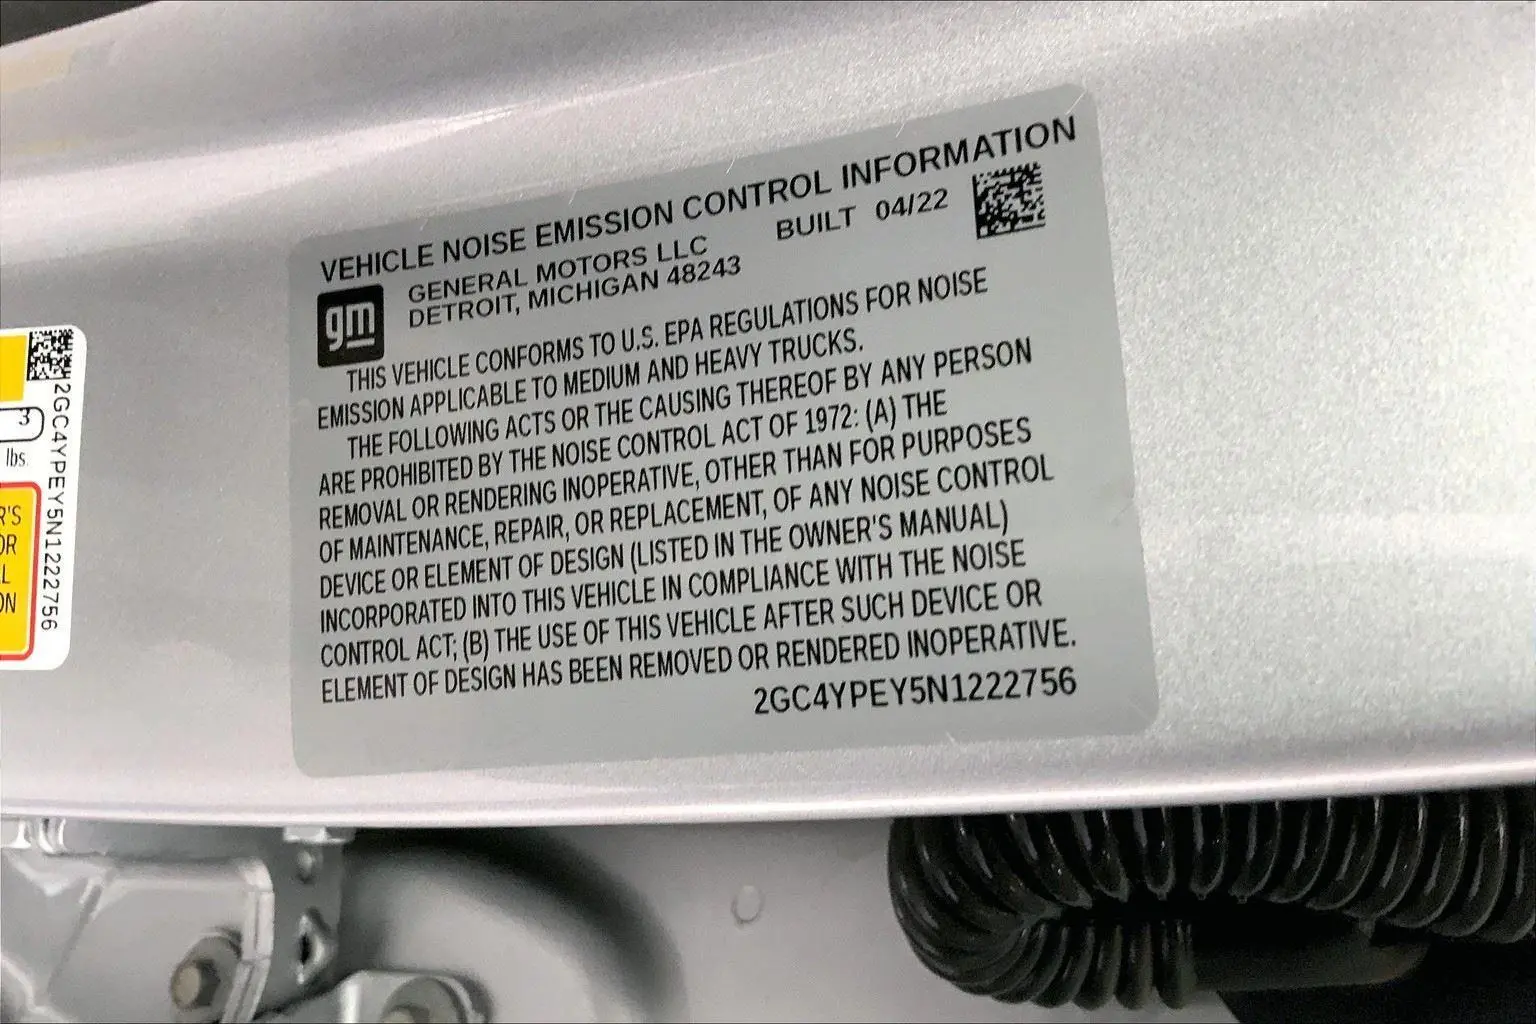 VEHICLE NOISE EMISSION CONTROL INFORMATION
GENERAL MOTORS LLC
BUILT 04/22
DETROIT, MICHIGAN 48243
gm
THIS VEHICLE CONFORMS TO U.S. EPA REGULATIONS FOR NOISE
EMISSION APPLICABLE TO MEDIUM AND HEAVY TRUCKS.
THE FOLLOWING ACTS OR THE CAUSING THEREOF BY ANY PERSON
ARE PROHIBITED BY THE NOISE CONTROL ACT OF 1972: (A) THE
REMOVAL OR RENDERING INOPERATIVE, OTHER THAN FOR PURPOSES
OF MAINTENANCE, REPAIR, OR REPLACEMENT, OF ANY NOISE CONTROL
DEVICE OR ELEMENT OF DESIGN (LISTED IN THE OWNER'S MANUAL)
INCORPORATED INTO THIS VEHICLE IN COMPLIANCE WITH THE NOISE
CONTROL ACT; (B) THE USE OF THIS VEHICLE AFTER SUCH DEVICE OR
ELEMENT OF DESIGN HAS BEEN REMOVED OR RENDERED INOPERATIVE.
2GC4YPEY5N1222756
2GC4YPEY5N1222756
3
lbs.